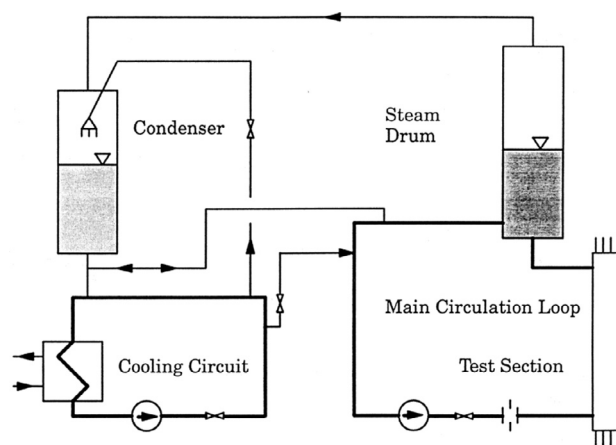 Condenser
Steam
Drum
Main Circulation Loop
Cooling Circuit
Test Section